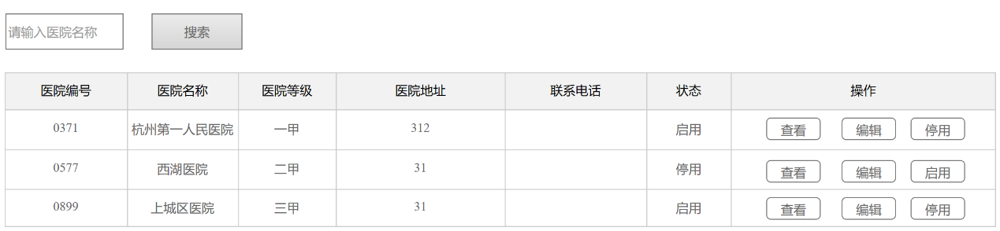 请输入医院名称 搜索
医院编号 医院名称 医院等级 医院地址 联系电话 状态 操作
0371 杭州第一人民医院 一甲 312 启用 查看 编辑 停用
0577 西湖医院 二甲 31 停用 查看 编辑 启用
0899 上城区医院 三甲 31 启用 查看 编辑 停用